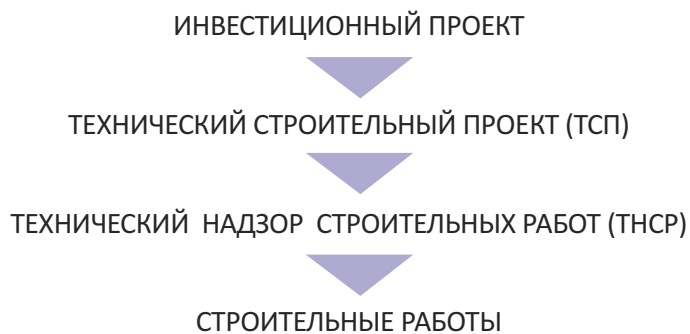 ИНВЕСТИЦИОННЫЙ ПРОЕКТ
ТЕХНИЧЕСКИЙ СТРОИТЕЛЬНЫЙ ПРОЕКТ (ТСП)
ТЕХНИЧЕСКИЙ НАДЗОР СТРОИТЕЛЬНЫХ РАБОТ (ТНСР)
СТРОИТЕЛЬНЫЕ РАБОТЫ